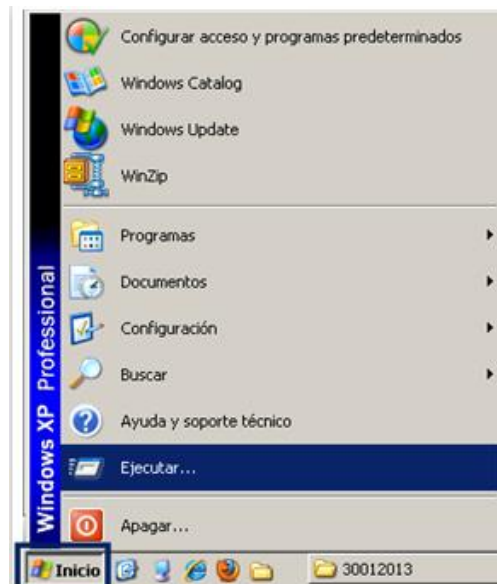 Configurar acceso y programas predeterminados
Windows Catalog
Windows Update
WinZip
Programas
Documentos
Configuración
Buscar
Ayuda y soporte técnico
Ejecutar...
Apagar...
Windows XP Professional
Inicio
30012013